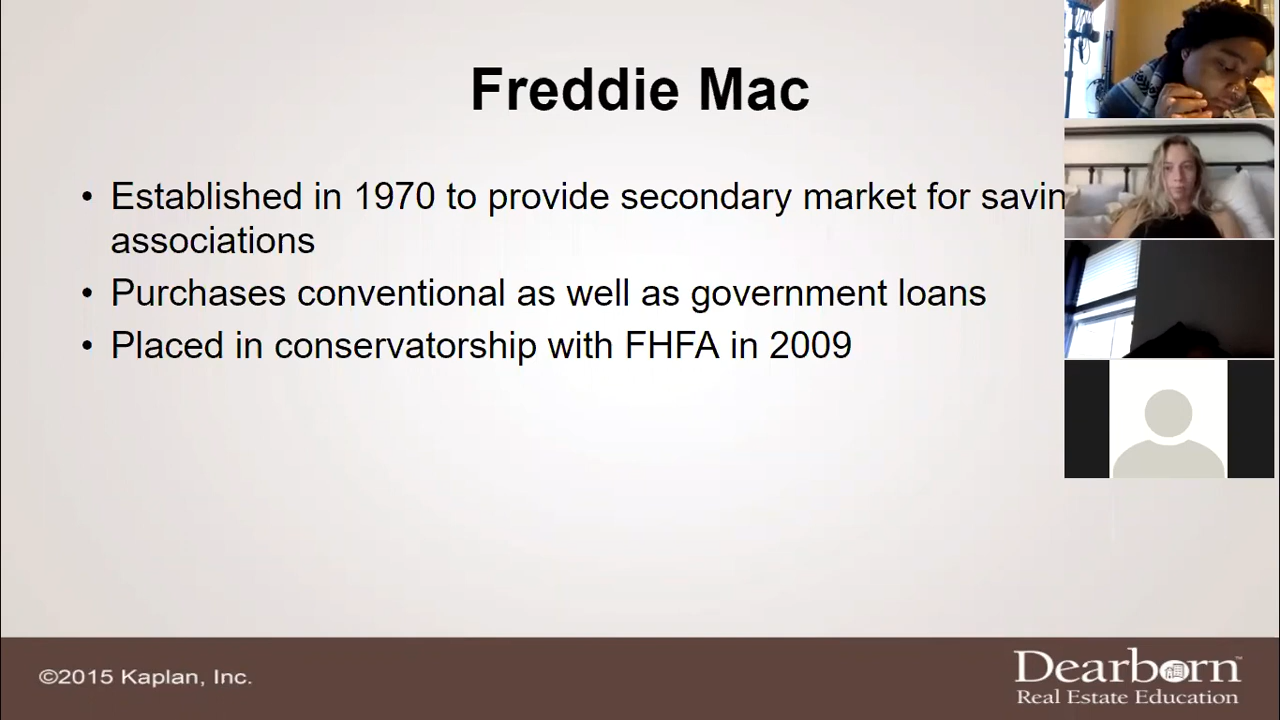 Freddie Mac
• Established in 1970 to provide secondary market for savin
associations
• Purchases conventional as well as government loans
• Placed in conservatorship with FHFA in 2009
©2015 Kaplan, Inc.
Dearborn™
Real Estate Education